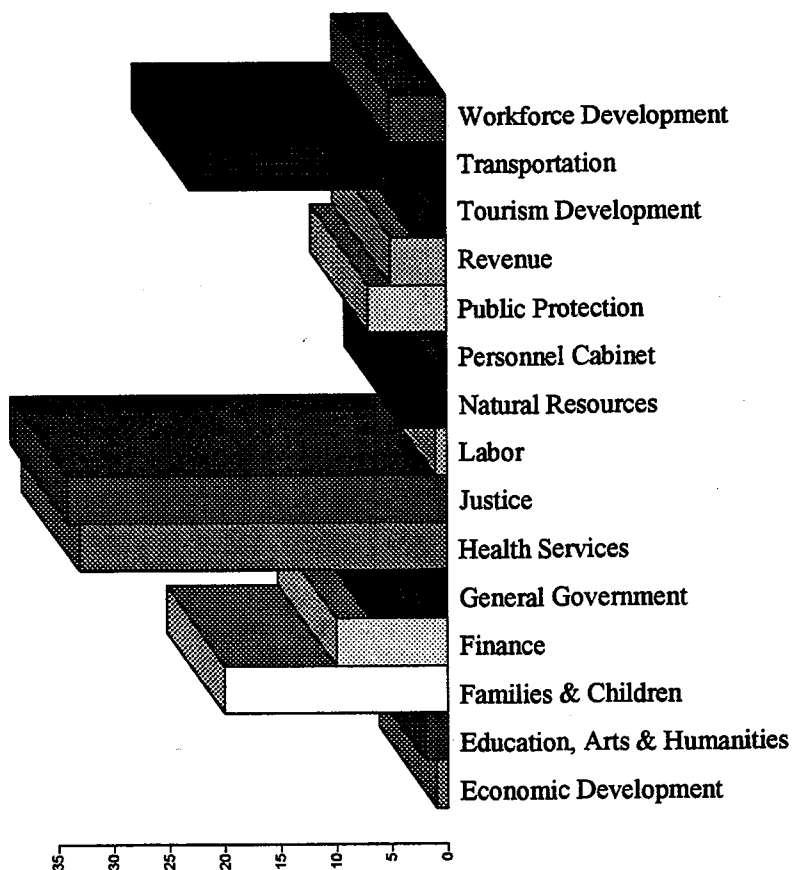 Workforce Development
Transportation
Tourism Development
Revenue
Public Protection
Personnel Cabinet
Natural Resources
Labor
Justice
Health Services
General Government
Finance
Families & Children
Education, Arts & Humanities
Economic Development
35
30
25
20
15
10
5
0